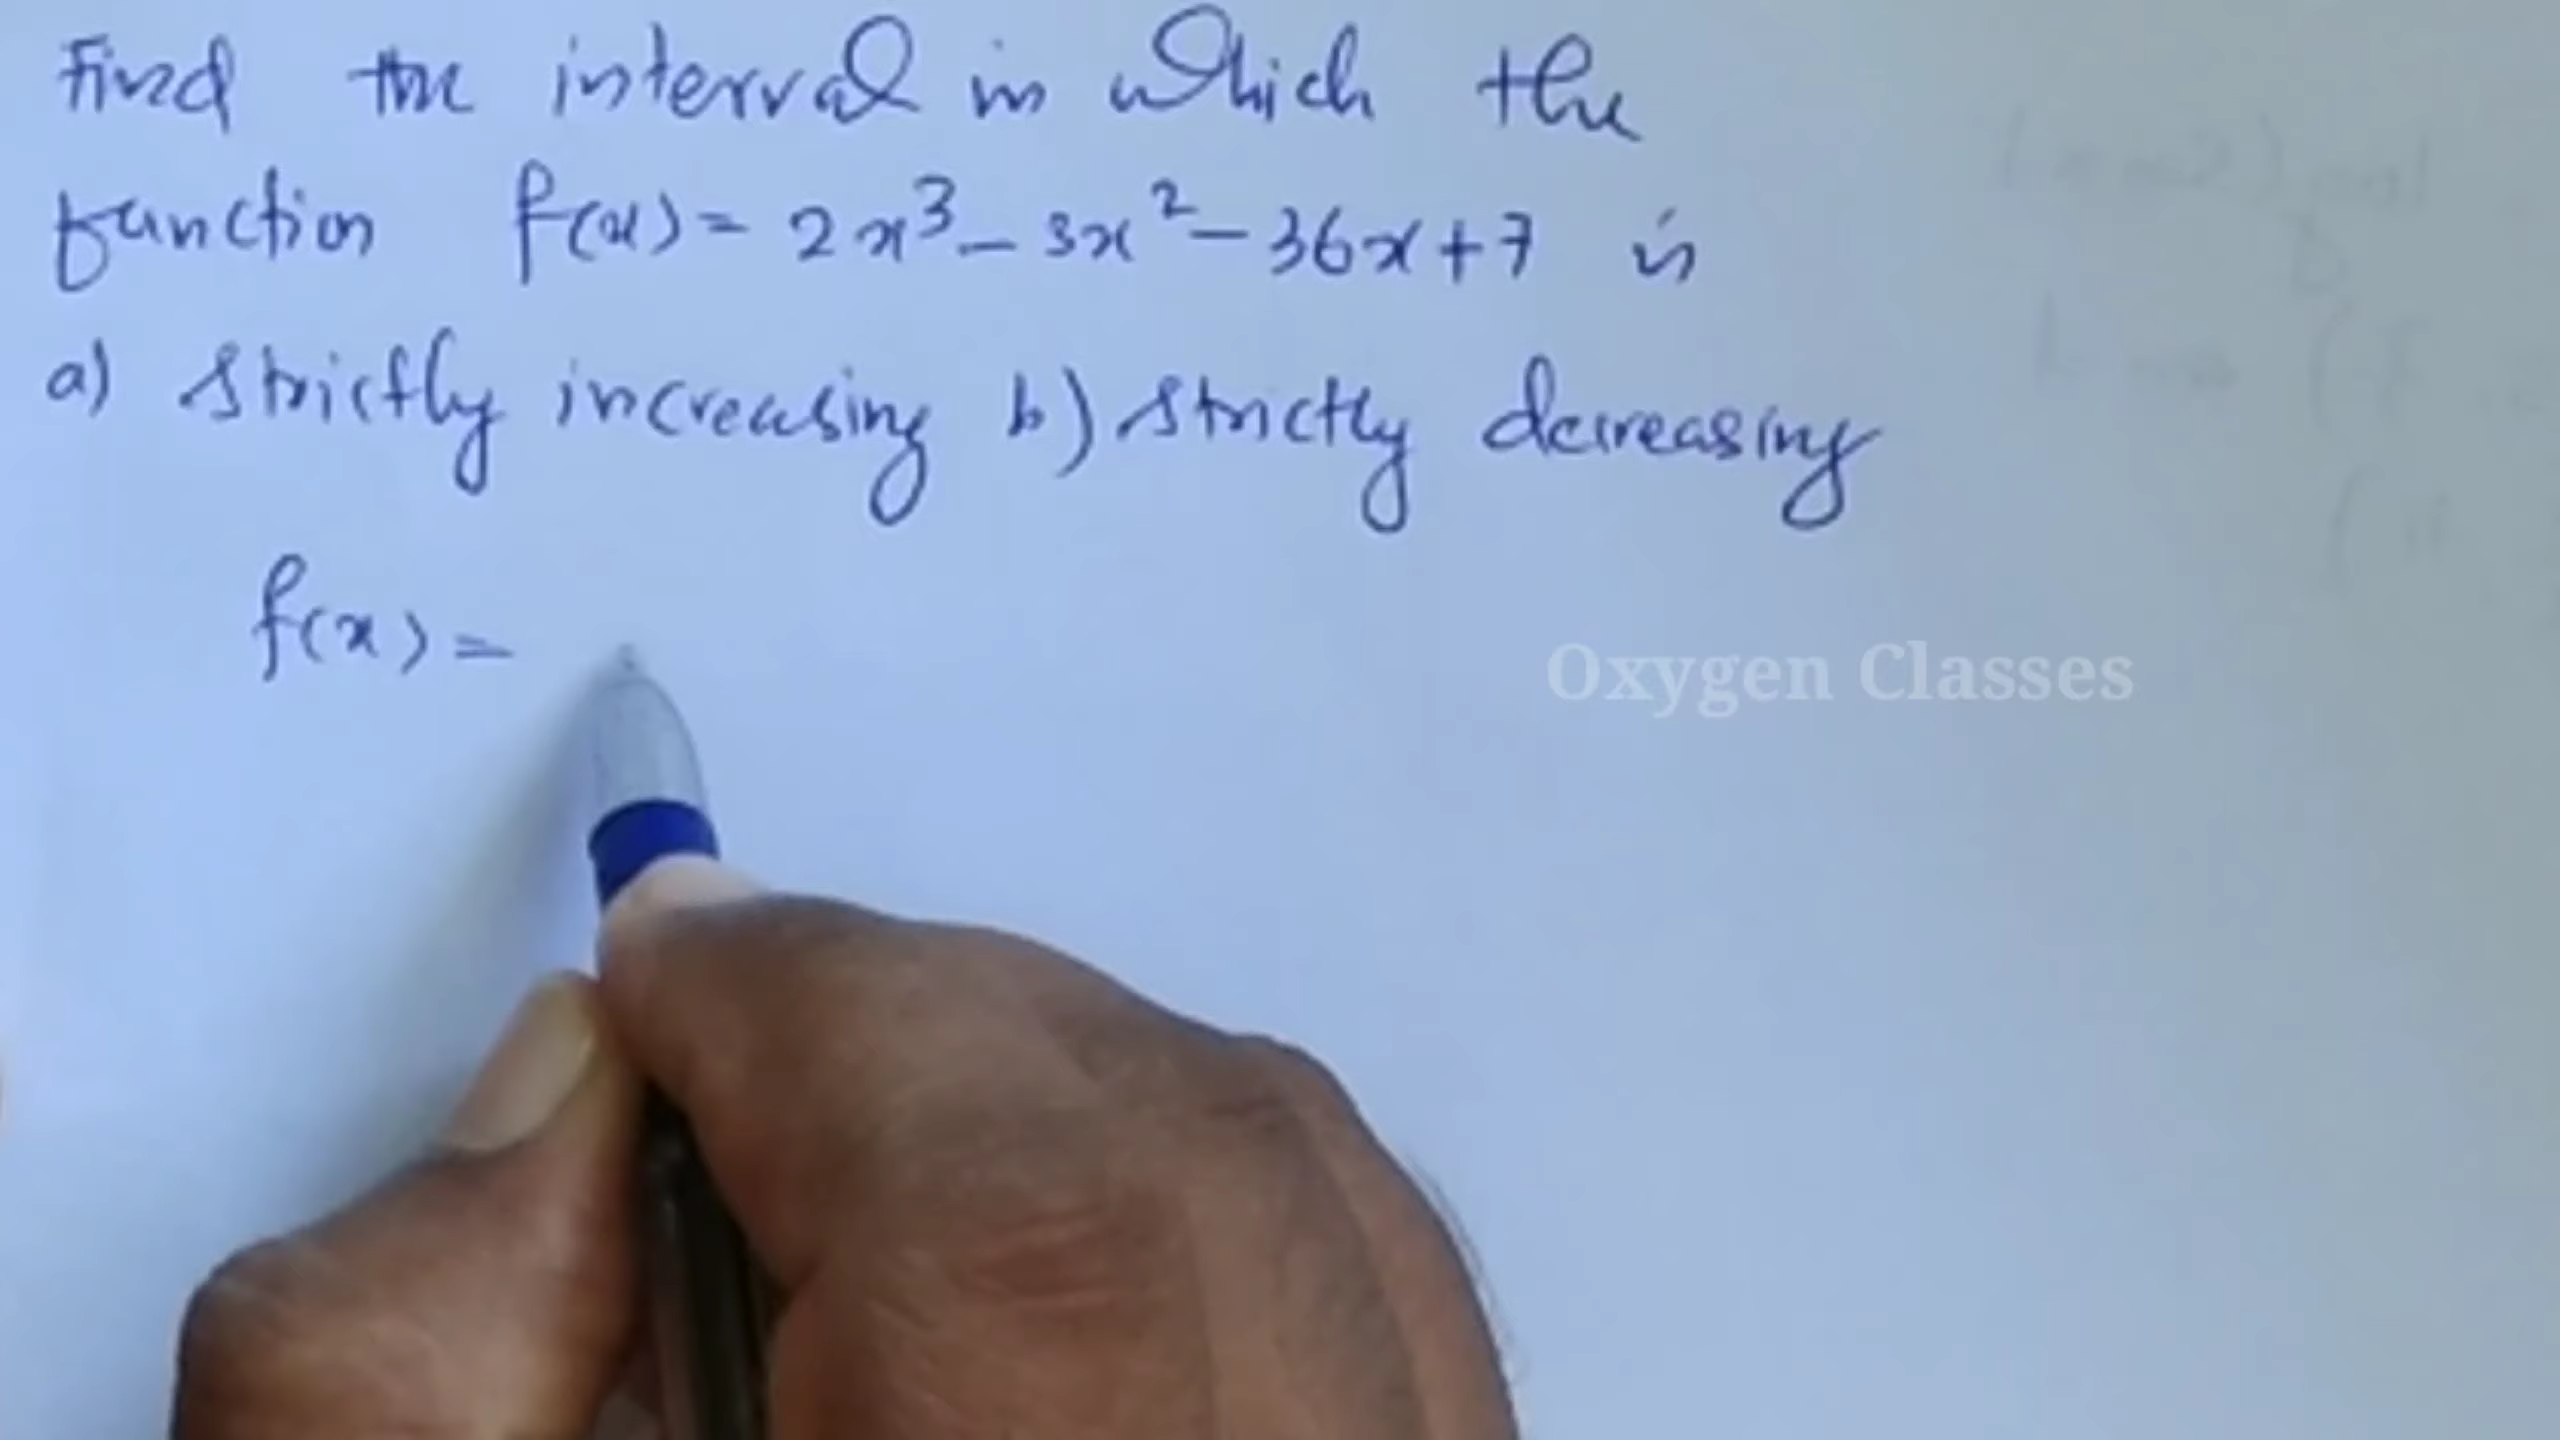 Find the interval in which the
function f(x) = 2x³ - 3x² - 36x + 7 is
a) strictly increasing b) strictly decreasing
f(x) =
Oxygen Classes